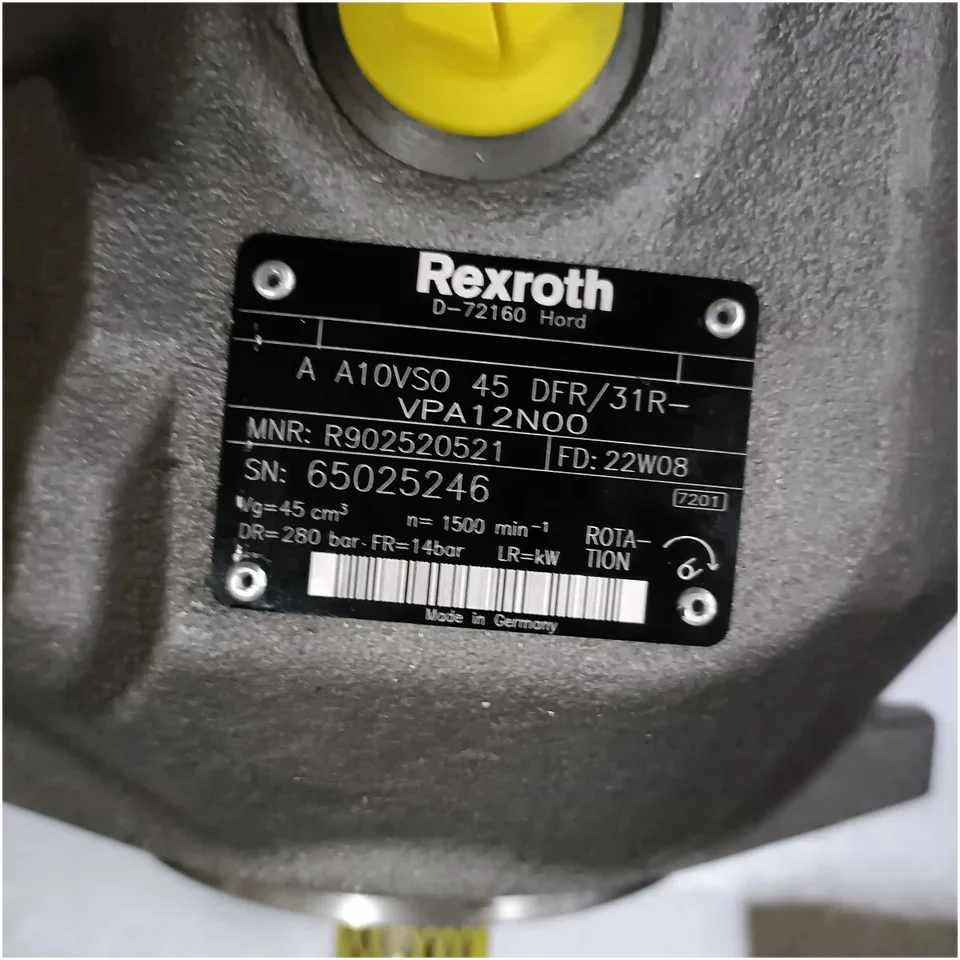 Rexroth
D-72160 Hord
A A10VSO 45 DFR/31R-
VPA12N00
MNR: R902520521 FD: 22W08
SN: 65025246 7201
Vg=45 cm³ n= 1500 min⁻¹ ROTA-
DR=280 bar-FR=14bar LR=kW TION
Made in Germany